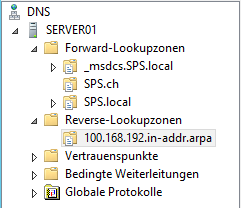 DNS
SERVER01
Forward-Lookupzonen
_msdcs.SPS.local
SPS.ch
SPS.local
Reverse-Lookupzonen
100.168.192.in-addr.arpa
Vertrauenspunkte
Bedingte Weiterleitungen
Globale Protokolle